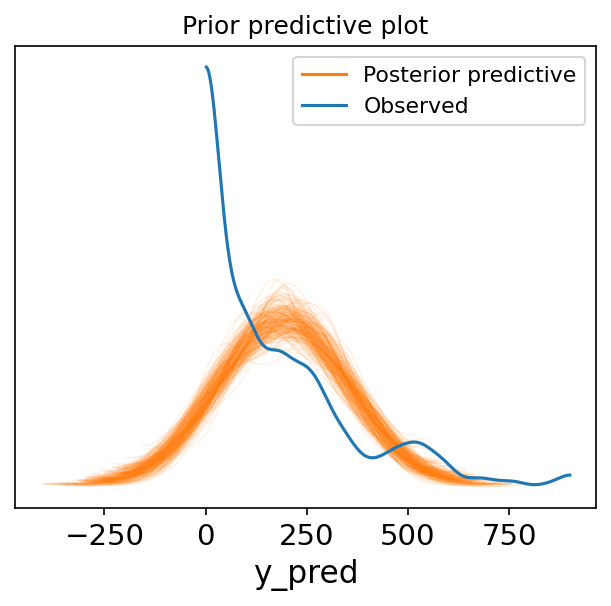 Prior predictive plot
Posterior predictive
Observed
−250 0 250 500 750
y_pred